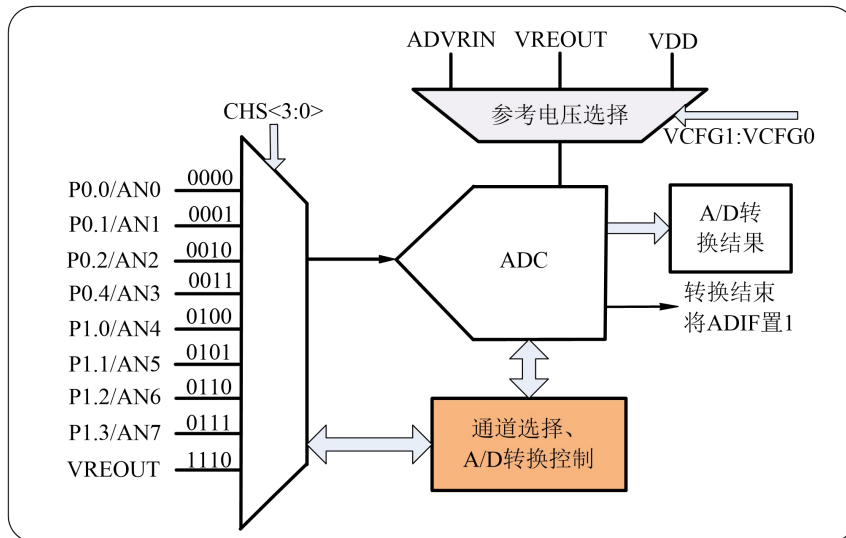 ADVRIN VREOUT VDD
参考电压选择
VCFG1:VCFG0
CHS<3:0>
P0.0/AN0 0000
P0.1/AN1 0001
P0.2/AN2 0010
P0.4/AN3 0011
P1.0/AN4 0100
P1.1/AN5 0101
P1.2/AN6 0110
P1.3/AN7 0111
VREOUT 1110
ADC
A/D转
换结果
转换结束
将ADIF置1
通道选择、
A/D转换控制